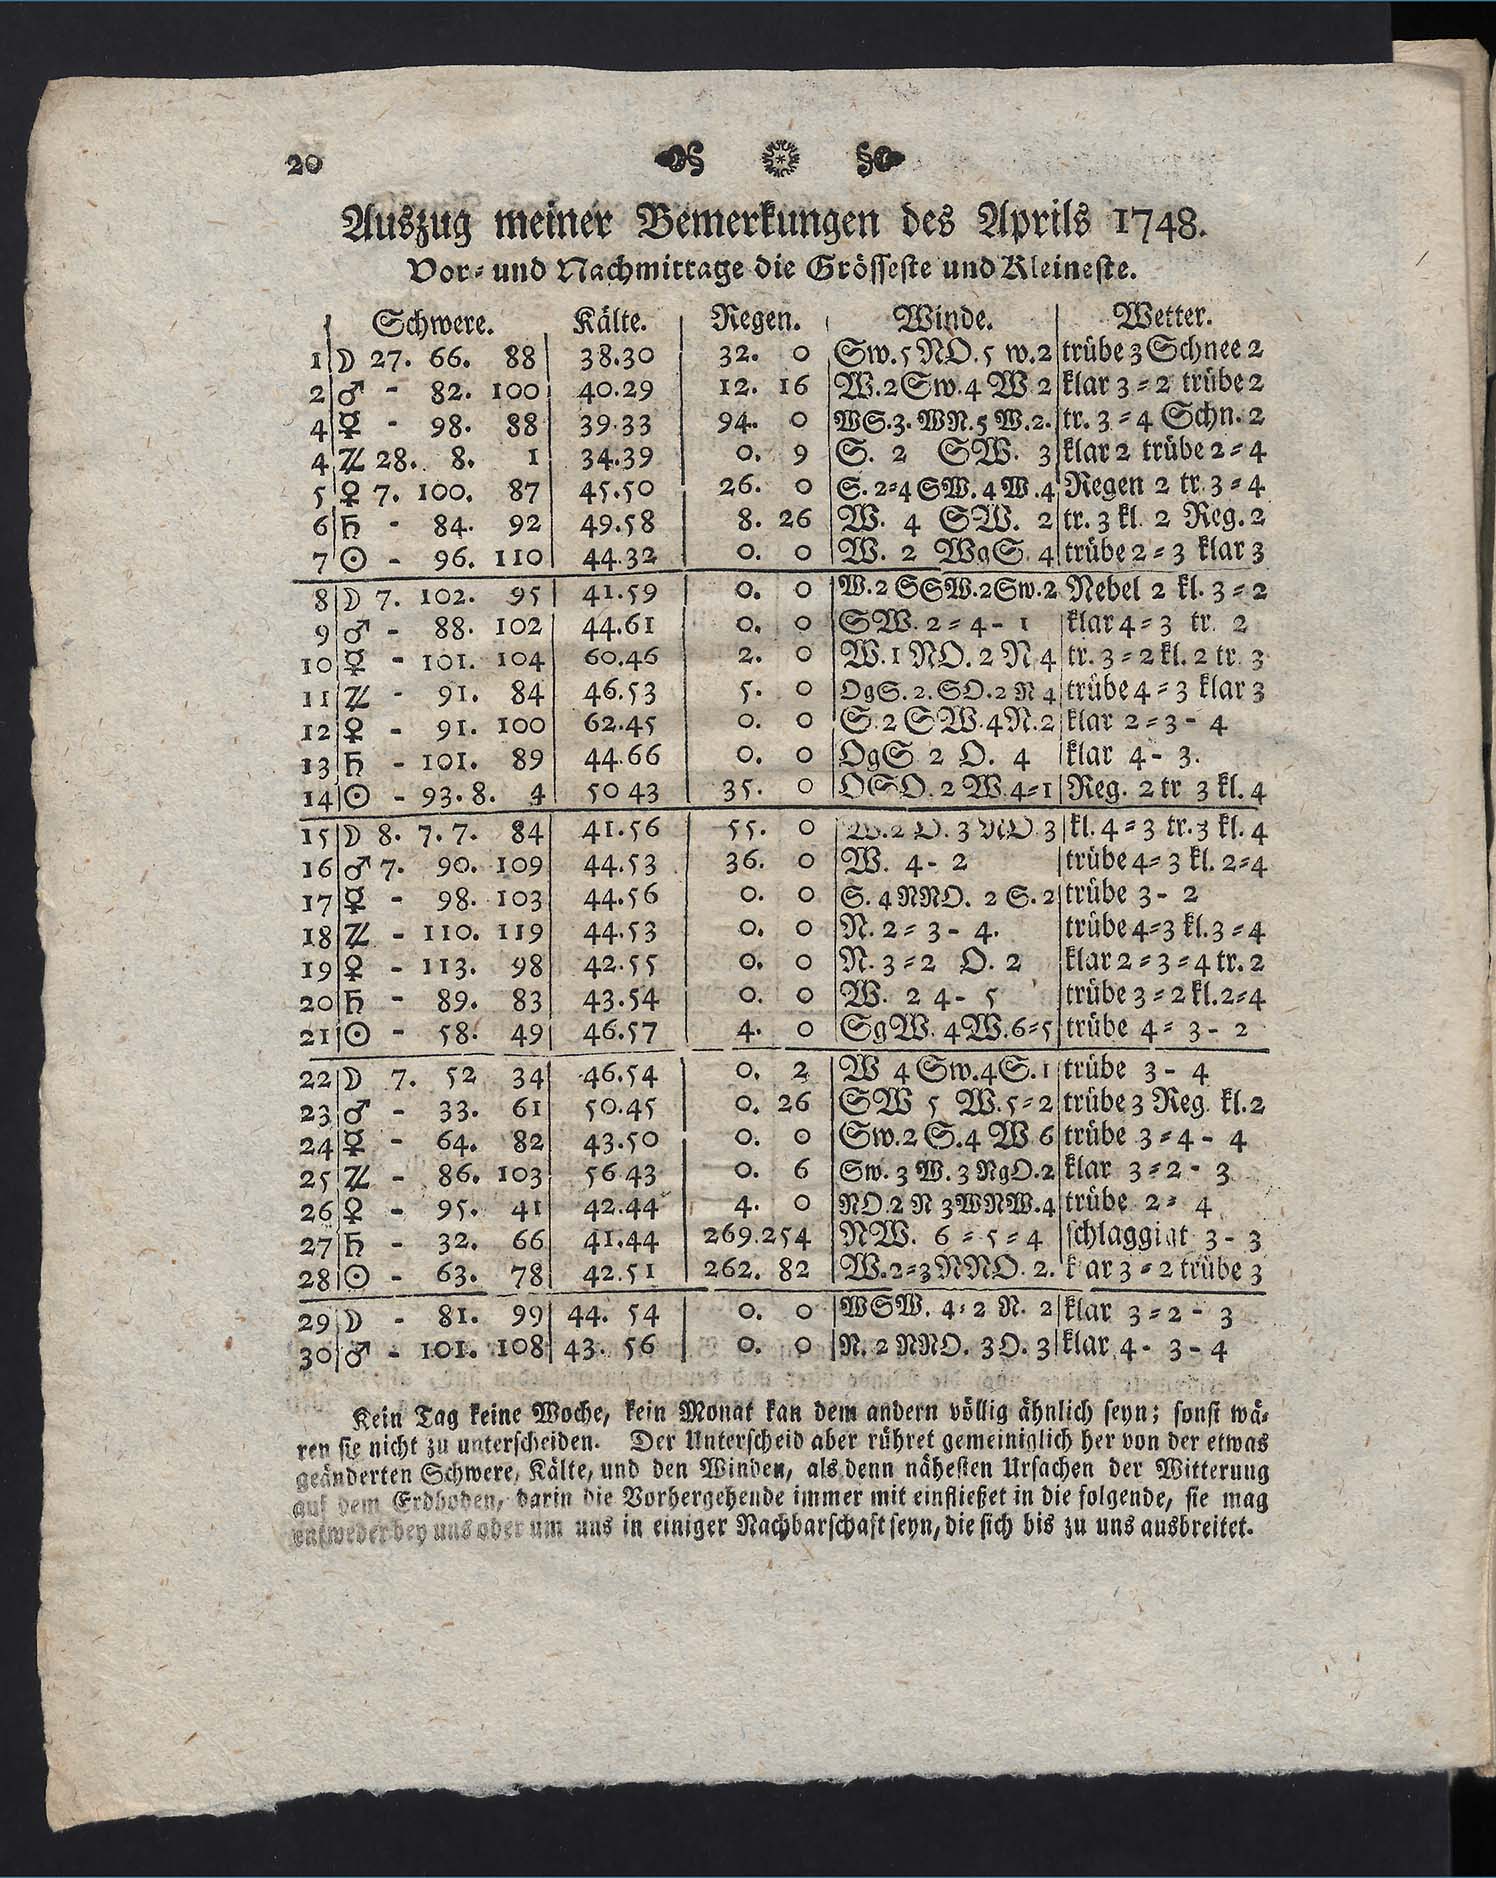 20
Auszug meiner Bemerkungen des Aprils 1748.
Vor- und Nachmittage die Grösseste und Kleineste.
Schwere. Kälte. Regen. Winde. Wetter.
1 ☽ 27. 66. 88 38.30 32. 0 Sw.5 NO.5 w.2 trübe 3 Schnee 2
2 ♂ - 82. 100 40.29 12. 16 W.2 Sw.4 W 2 klar 3 = 2 trübe 2
4 ☿ - 98. 88 39.33 94. 0 WS.3. WN.5 W.2. tr. 3 = 4 Schn. 2
4 ♃ 28. 8. 1 34.39 0. 9 S. 2 SW. 3 klar 2 trübe 2 = 4
5 ♀ 7. 100. 87 45.50 26. 0 S.2=4 SW.4 W.4 Regen 2 tr. 3 = 4
6 ♄ - 84. 92 49.58 8. 26 W. 4 SW. 2 tr. 3 kl. 2 Reg. 2
7 ☉ - 96. 110 44.32 0. 0 W. 2 WgS. 4 trübe 2 = 3 klar 3
8 ☽ 7. 102. 95 41.59 0. 0 W.2 SSW.2 Sw.2 Nebel 2 kl. 3 = 2
9 ♂ - 88. 102 44.61 0. 0 SW. 2 = 4 - 1 klar 4 = 3 tr. 2
10 ☿ - 101. 104 60.46 2. 0 W.1 NO.2 N 4 tr. 3 = 2 kl. 2 tr. 3
11 ♃ - 91. 84 46.53 5. 0 OgS.2. SO.2 N 4 trübe 4 = 3 klar 3
12 ♀ - 91. 100 62.45 0. 0 S.2 SW.4 N.2 klar 2 = 3 - 4
13 ♄ - 101. 89 44.66 0. 0 OgS 2 O. 4 klar 4 - 3.
14 ☉ - 93. 8. 4 50 43 35. 0 OSO.2 W.4=1 Reg. 2 tr 3 kl. 4
15 ☽ 8. 7. 7. 84 41.56 55. 0 W.2 O.3 NO 3 kl. 4 = 3 tr. 3 kl. 4
16 ♂ 7. 90. 109 44.53 36. 0 W. 4 - 2 trübe 4 = 3 kl. 2 = 4
17 ☿ - 98. 103 44.56 0. 0 S.4 NNO. 2 S.2 trübe 3 - 2
18 ♃ - 110. 119 44.53 0. 0 N. 2 = 3 - 4. trübe 4=3 kl. 3 = 4
19 ♀ - 113. 98 42.55 0. 0 N. 3 = 2 O. 2 klar 2 = 3 = 4 tr. 2
20 ♄ - 89. 83 43.54 0. 0 W. 2 4 - 5 trübe 3 = 2 kl. 2=4
21 ☉ - 58. 49 46.57 4. 0 SgW.4 W.6=5 trübe 4 = 3 - 2
22 ☽ 7. 52 34 46.54 0. 2 W 4 Sw.4 S.1 trübe 3 - 4
23 ♂ - 33. 61 50.45 0. 26 SW 5 W.5=2 trübe 3 Reg. kl. 2
24 ☿ - 64. 82 43.50 0. 0 Sw.2 S.4 W 6 trübe 3 = 4 - 4
25 ♃ - 86. 103 56 43 0. 6 Sw. 3 W. 3 NgO.2 klar 3 = 2 - 3
26 ♀ - 95. 41 42.44 4. 0 NO.2 N 3 WNW.4 trübe 2 = 4
27 ♄ - 32. 66 41.44 269.254 NW. 6 = 5 = 4 schlaggigt 3 - 3
28 ☉ - 63. 78 42.51 262. 82 W.2=3 NNO. 2. k ar 3 = 2 trübe 3
29 ☽ - 81. 99 44. 54 0. 0 WSW. 4=2 N. 2 klar 3 = 2 - 3
30 ♂ - 101. 108 43. 56 0. 0 N. 2 NNO. 3 O. 3 klar 4 - 3 - 4
Kein Tag keine Woche, kein Monat kan dem andern völlig ähnlich seyn; sonst wä-
ren sie nicht zu unterscheiden. Der Unterscheid aber rühret gemeiniglich her von der etwas
geänderten Schwere, Kälte, und den Winden, als denn nähesten Ursachen der Witterung
auf dem Erdboden, darin die Vorhergehende immer mit einfließet in die folgende, sie mag
entweder bey uns oder um uns in einiger Nachbarschaft seyn, die sich bis zu uns ausbreitet.